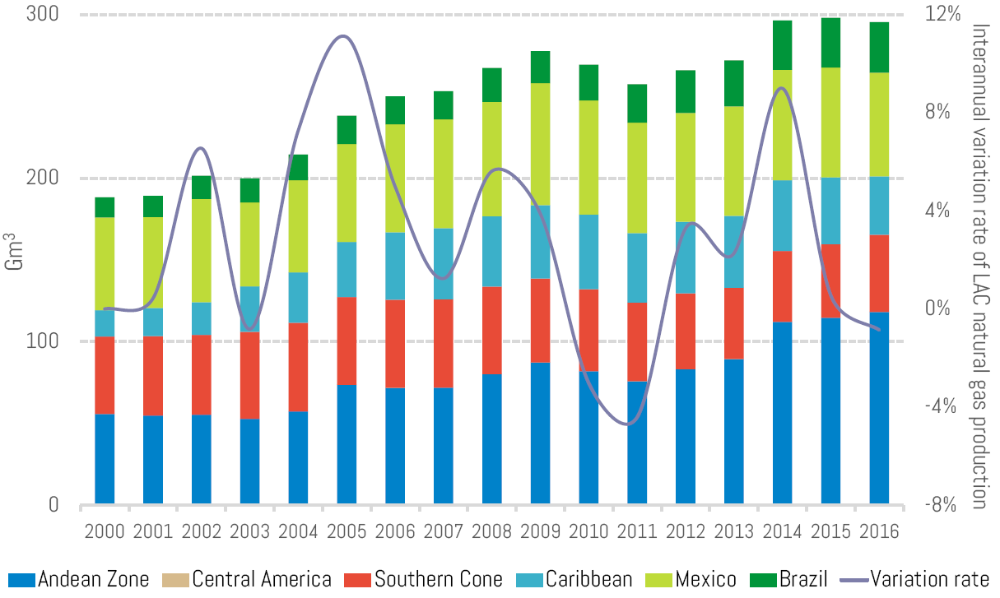 300
200
100
0
Gm³
12%
8%
4%
0%
-4%
-8%
Interannual variation rate of LAC natural gas production
2000 2001 2002 2003 2004 2005 2006 2007 2008 2009 2010 2011 2012 2013 2014 2015 2016
Andean Zone Central America Southern Cone Caribbean Mexico Brazil Variation rate